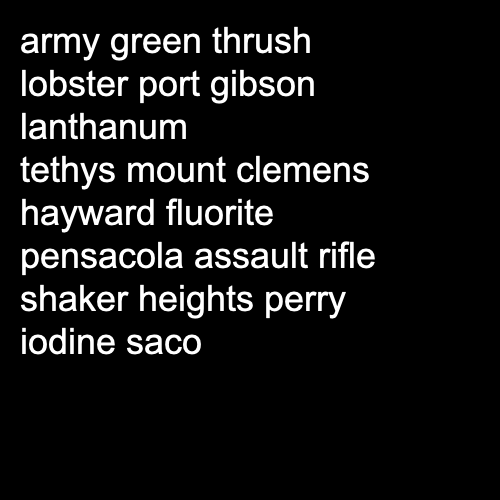 army green thrush
lobster port gibson
lanthanum
tethys mount clemens
hayward fluorite
pensacola assault rifle
shaker heights perry
iodine saco